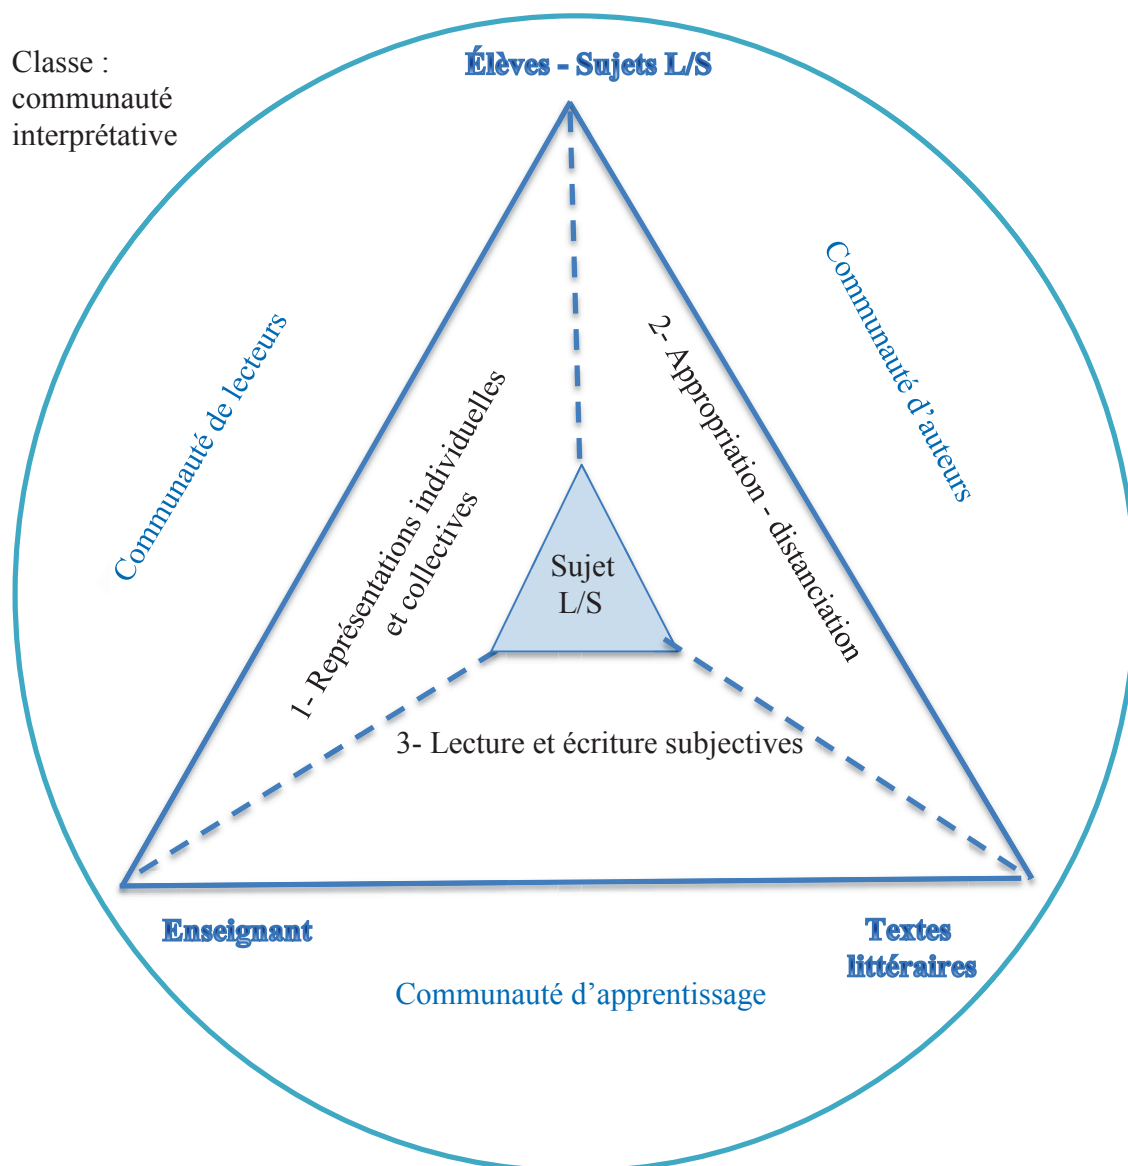 Classe :
communauté
interprétative
Élèves - Sujets L/S
Communauté de lecteurs
Communauté d'auteurs
1- Représentations individuelles
et collectives
2- Appropriation - distanciation
Sujet
L/S
3- Lecture et écriture subjectives
Enseignant
Textes
littéraires
Communauté d'apprentissage